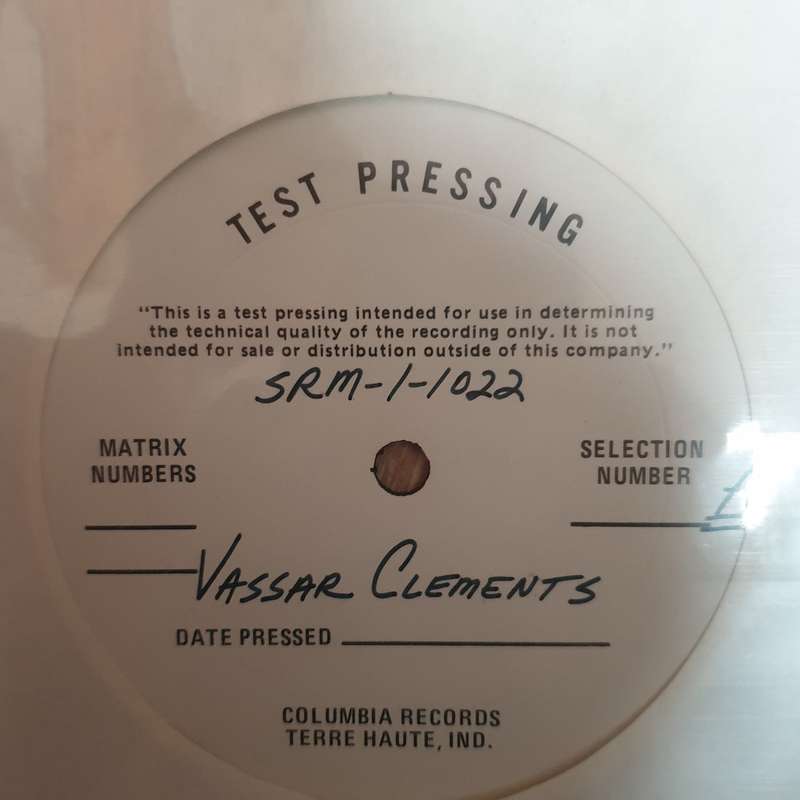 TEST PRESSING
"This is a test pressing intended for use in determining
the technical quality of the recording only. It is not
intended for sale or distribution outside of this company."
SRM-1-1022
MATRIX
NUMBERS
SELECTION
NUMBER
VASSAR CLEMENTS
DATE PRESSED
COLUMBIA RECORDS
TERRE HAUTE, IND.